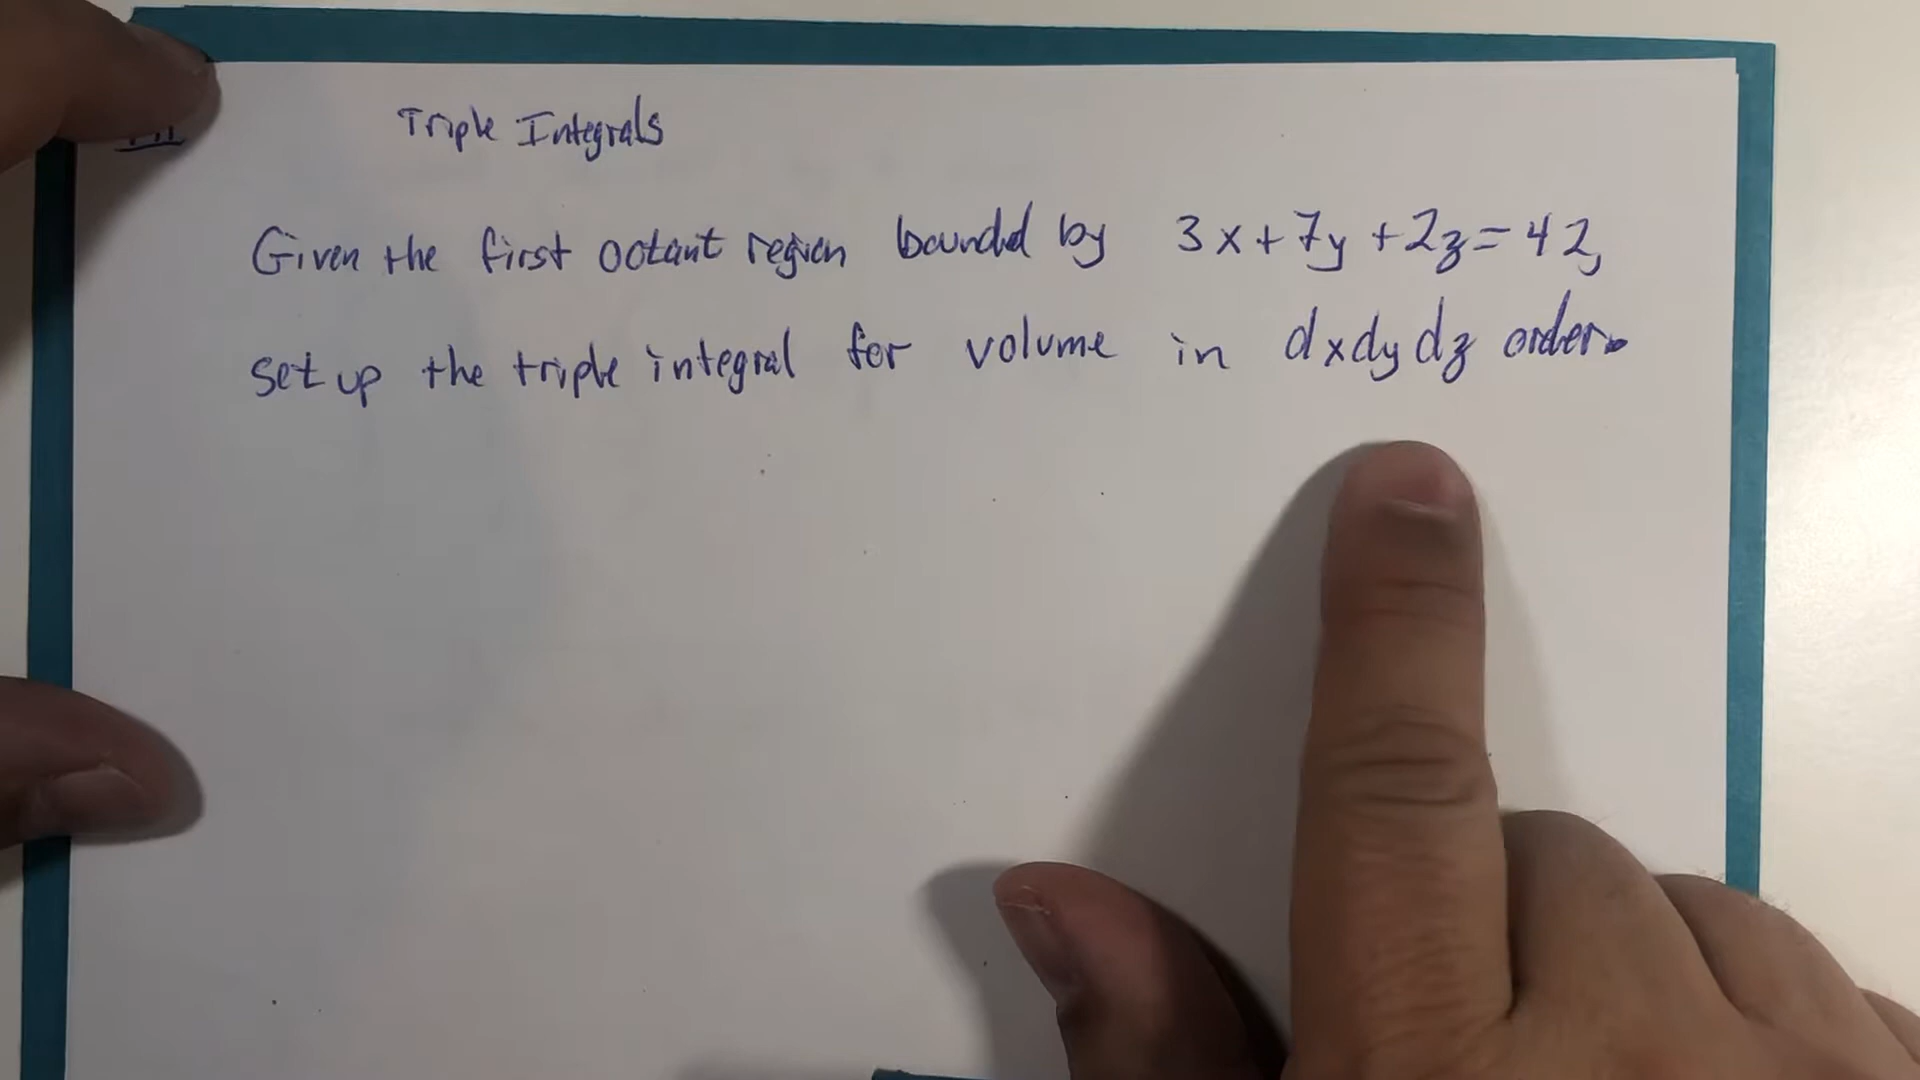 Triple Integrals
Given the first octant region bounded by 3x+7y+2z=42,
set up the triple integral for volume in dxdydz order.